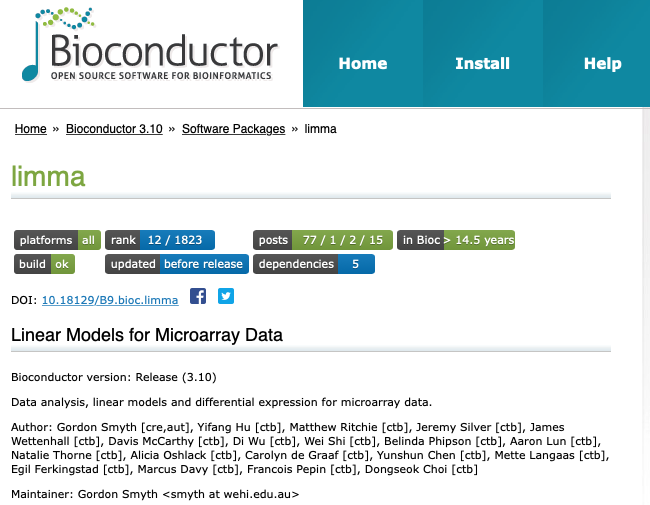 Bioconductor
OPEN SOURCE SOFTWARE FOR BIOINFORMATICS
Home Install Help
Home » Bioconductor 3.10 » Software Packages » limma
limma
platforms all rank 12 / 1823 posts 77 / 1 / 2 / 15 in Bioc > 14.5 years
build ok updated before release dependencies 5
DOI: 10.18129/B9.bioc.limma
Linear Models for Microarray Data
Bioconductor version: Release (3.10)
Data analysis, linear models and differential expression for microarray data.
Author: Gordon Smyth [cre,aut], Yifang Hu [ctb], Matthew Ritchie [ctb], Jeremy Silver [ctb], James
Wettenhall [ctb], Davis McCarthy [ctb], Di Wu [ctb], Wei Shi [ctb], Belinda Phipson [ctb], Aaron Lun [ctb],
Natalie Thorne [ctb], Alicia Oshlack [ctb], Carolyn de Graaf [ctb], Yunshun Chen [ctb], Mette Langaas [ctb],
Egil Ferkingstad [ctb], Marcus Davy [ctb], Francois Pepin [ctb], Dongseok Choi [ctb]
Maintainer: Gordon Smyth <smyth at wehi.edu.au>